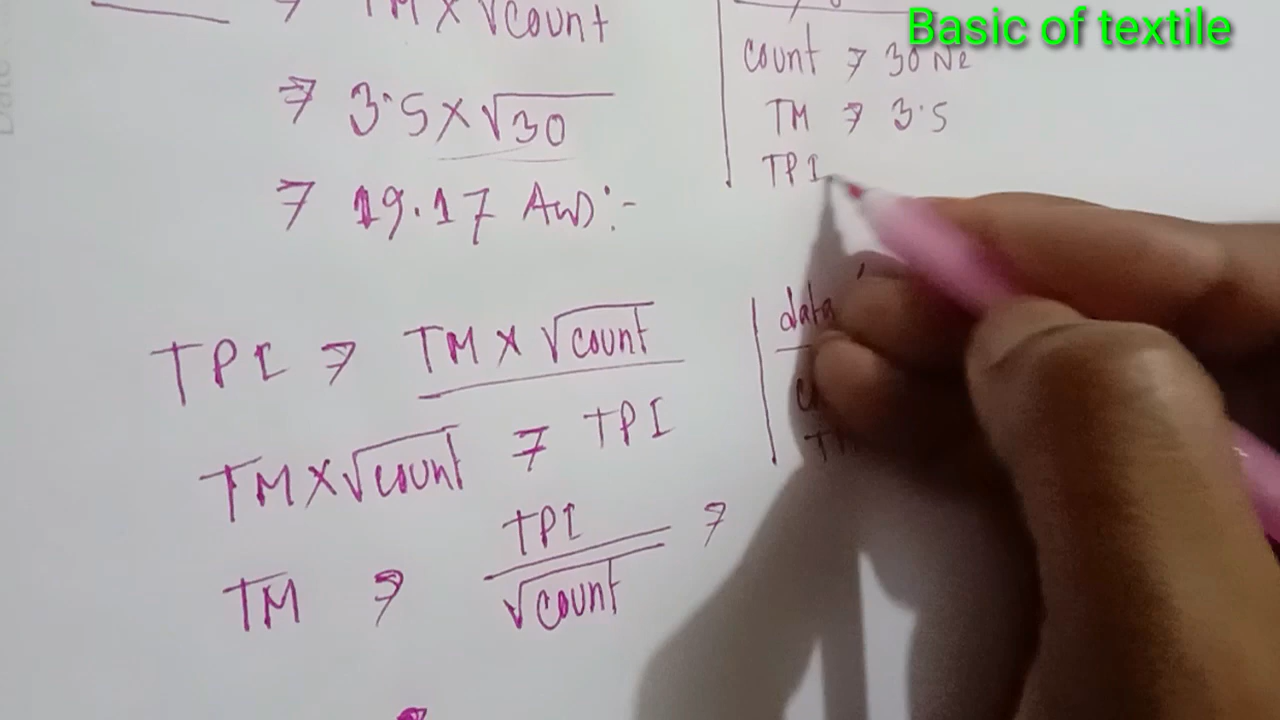 Basic of textile
⇒ TM × √count
⇒ 3.5 × √30
⇒ 19.17 Ans:-
count ⇒ 30 Ne
TM ⇒ 3.5
TPI
TPI ⇒ TM × √count
TM × √count ⇒ TPI
TM ⇒ TPI / √count ⇒
data